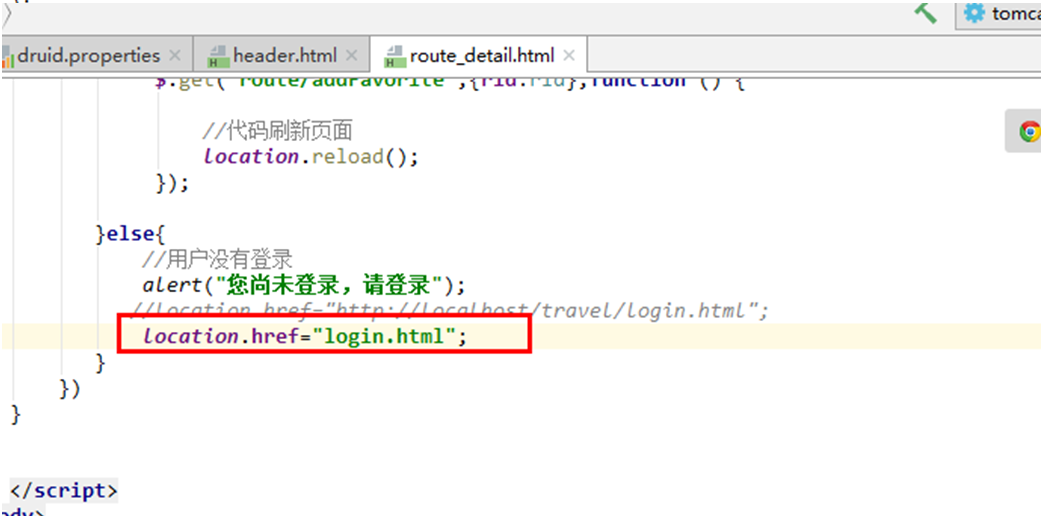 tomca
druid.properties header.html route_detail.html
$.get("route/addFavorite",{rid:rid},function () {
//代码刷新页面
location.reload();
});
}else{
//用户没有登录
alert("您尚未登录，请登录");
//location.href="http://localhost/travel/login.html";
location.href="login.html";
}
})
}
</script>